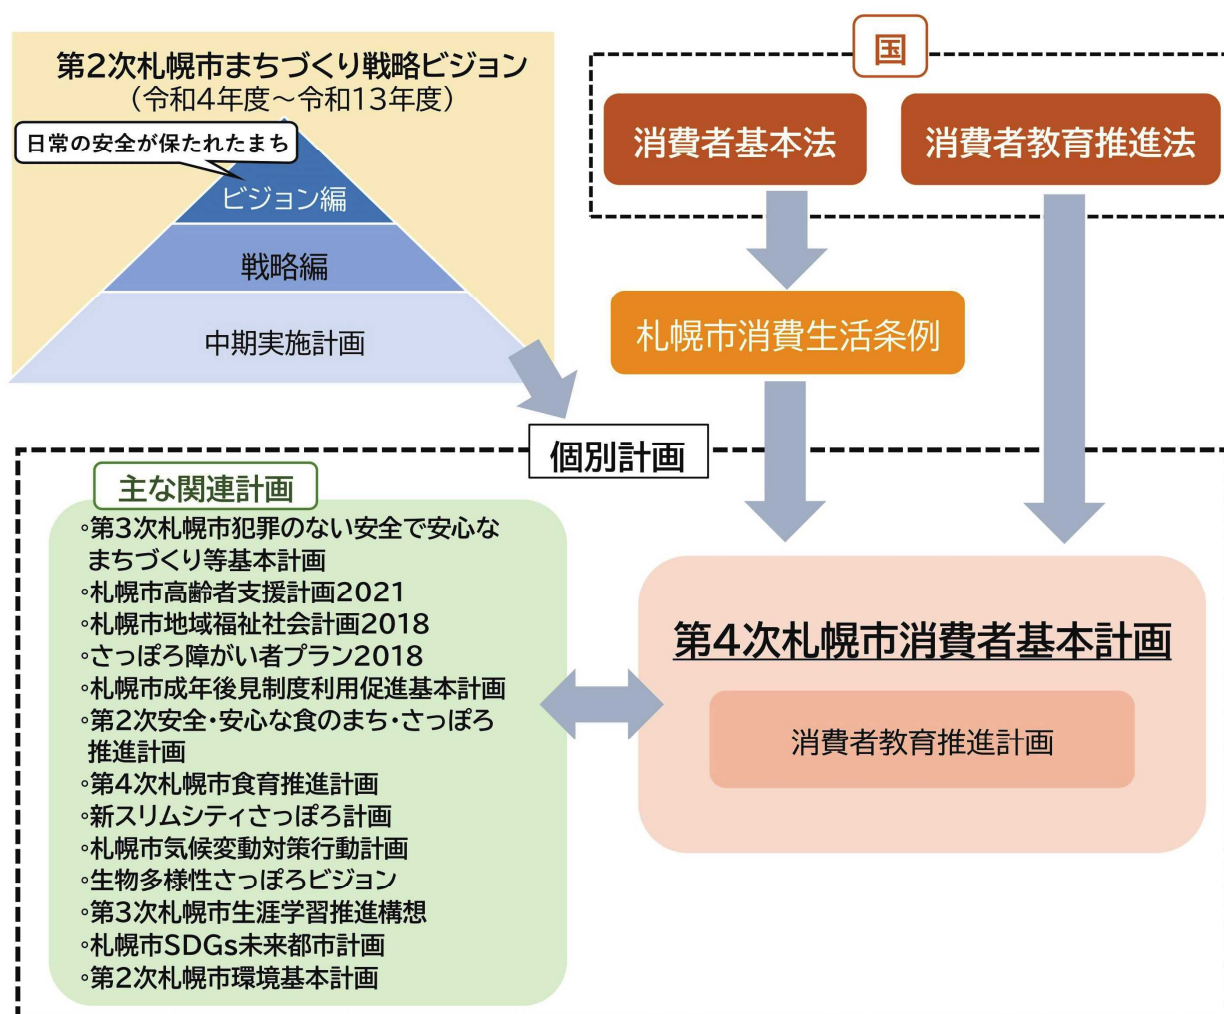 第2次札幌市まちづくり戦略ビジョン
(令和4年度～令和13年度)
日常の安全が保たれたまち
ビジョン編
戦略編
中期実施計画
国
消費者基本法
消費者教育推進法
札幌市消費生活条例
個別計画
主な関連計画
◦第3次札幌市犯罪のない安全で安心な
まちづくり等基本計画
◦札幌市高齢者支援計画2021
◦札幌市地域福祉社会計画2018
◦さっぽろ障がい者プラン2018
◦札幌市成年後見制度利用促進基本計画
◦第2次安全・安心な食のまち・さっぽろ
推進計画
◦第4次札幌市食育推進計画
◦新スリムシティさっぽろ計画
◦札幌市気候変動対策行動計画
◦生物多様性さっぽろビジョン
◦第3次札幌市生涯学習推進構想
◦札幌市SDGs未来都市計画
◦第2次札幌市環境基本計画
第4次札幌市消費者基本計画
消費者教育推進計画